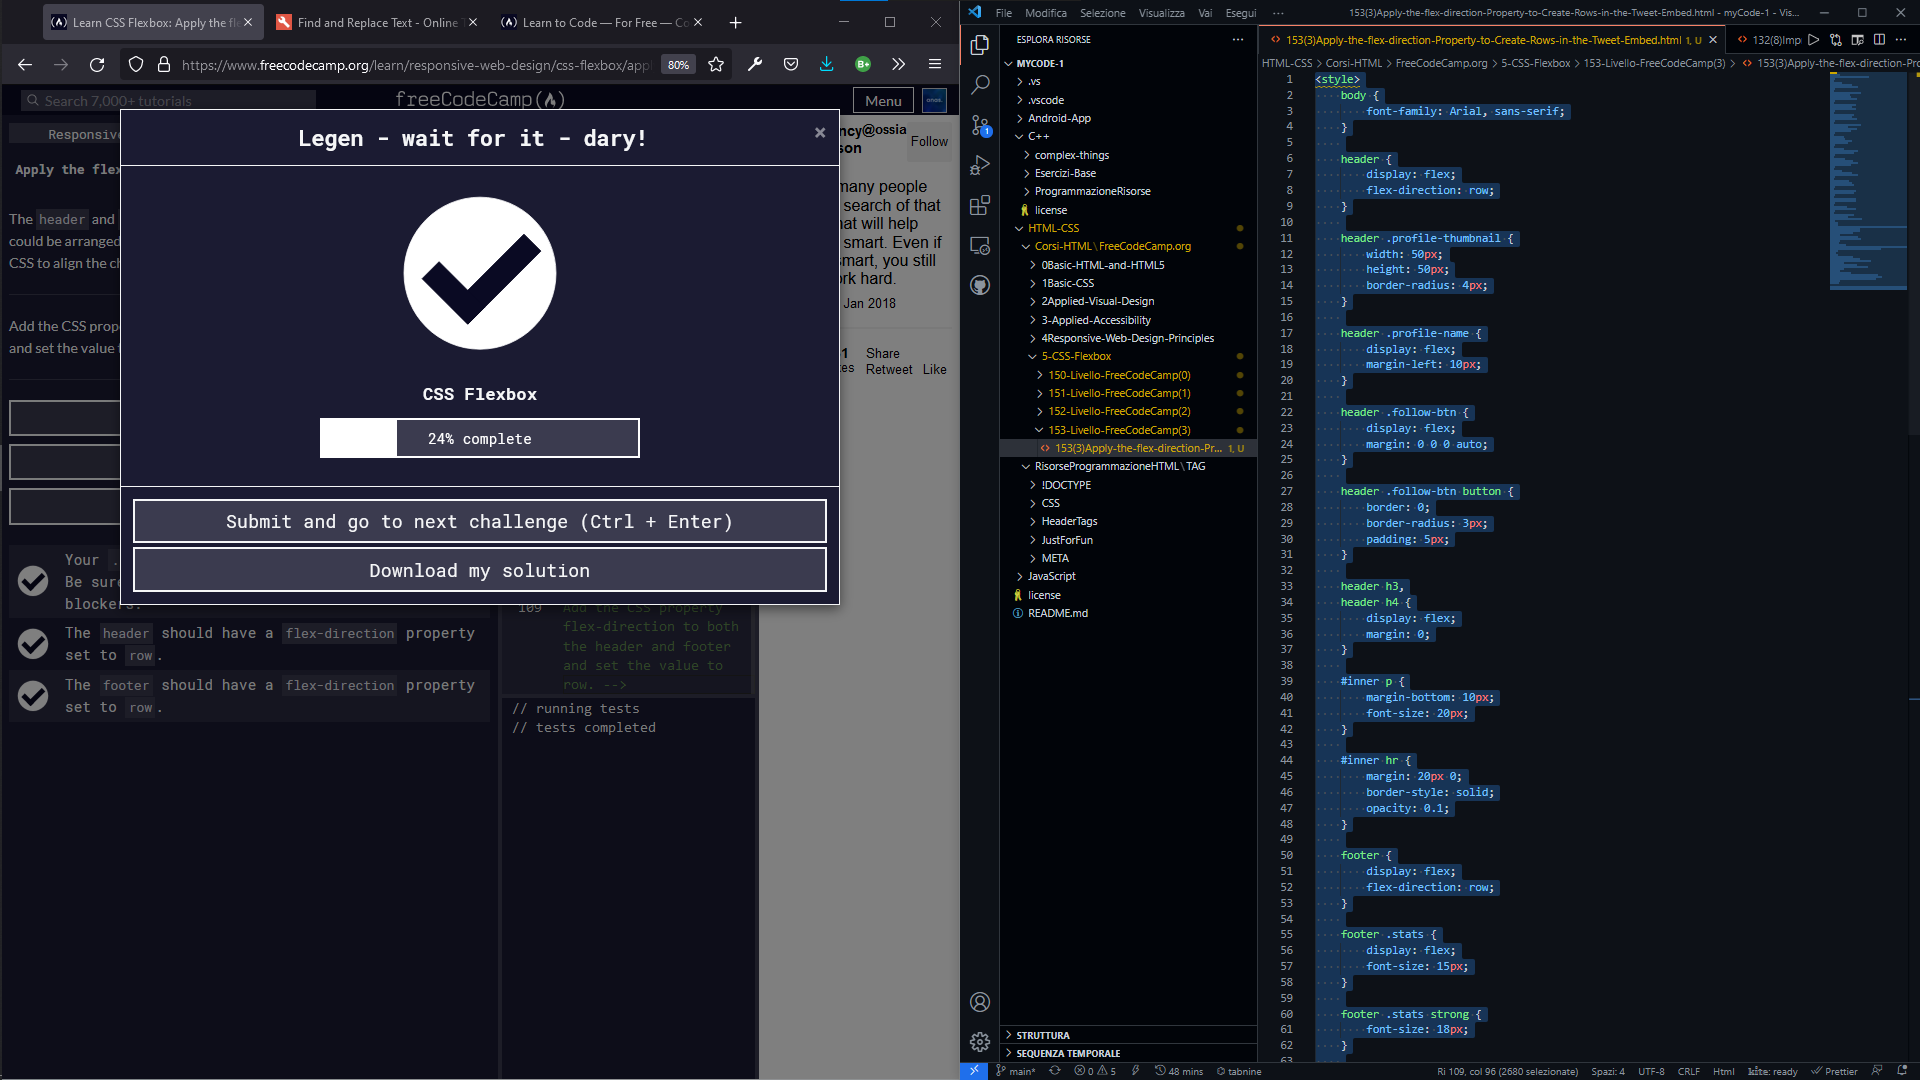 Learn CSS Flexbox: Apply the fl
Find and Replace Text - Online
Learn to Code — For Free — Co
https://www.freecodecamp.org/learn/responsive-web-design/css-flexbox/appl
80%
Search 7,000+ tutorials
freeCodeCamp
Menu
Responsive
Apply the flex
The header and
could be arranged
CSS to align the ch
Add the CSS prop
and set the value t
Legen - wait for it - dary!
CSS Flexbox
24% complete
Submit and go to next challenge (Ctrl + Enter)
Download my solution
ncy@ossia
son
Follow
many people
search of that
hat will help
smart. Even if
smart, you still
rk hard.
Jan 2018
Share
Retweet Like
Your .
Be sure
blockers.
The header should have a flex-direction property
set to row.
The footer should have a flex-direction property
set to row.
109 Add the CSS property
flex-direction to both
the header and footer
and set the value to
row. -->
// running tests
// tests completed
File Modifica Selezione Visualizza Vai Esegui ···
153(3)Apply-the-flex-direction-Property-to-Create-Rows-in-the-Tweet-Embed.html - myCode-1 - Vis...
ESPLORA RISORSE
MYCODE-1
.vs
.vscode
Android-App
C++
complex-things
Esercizi-Base
ProgrammazioneRisorse
license
HTML-CSS
Corsi-HTML\FreeCodeCamp.org
0Basic-HTML-and-HTML5
1Basic-CSS
2Applied-Visual-Design
3-Applied-Accessibility
4Responsive-Web-Design-Principles
5-CSS-Flexbox
150-Livello-FreeCodeCamp(0)
151-Livello-FreeCodeCamp(1)
152-Livello-FreeCodeCamp(2)
153-Livello-FreeCodeCamp(3)
153(3)Apply-the-flex-direction-Pr... 1, U
RisorseProgrammazioneHTML\TAG
!DOCTYPE
CSS
HeaderTags
JustForFun
META
JavaScript
license
README.md
STRUTTURA
SEQUENZA TEMPORALE
153(3)Apply-the-flex-direction-Property-to-Create-Rows-in-the-Tweet-Embed.html 1, U
132(8)Imp
HTML-CSS > Corsi-HTML > FreeCodeCamp.org > 5-CSS-Flexbox > 153-Livello-FreeCodeCamp(3) > 153(3)Apply-the-flex-direction-Pro
1 <style>
2 body {
3 font-family: Arial, sans-serif;
4 }
5
6 header {
7 display: flex;
8 flex-direction: row;
9 }
10
11 header .profile-thumbnail {
12 width: 50px;
13 height: 50px;
14 border-radius: 4px;
15 }
16
17 header .profile-name {
18 display: flex;
19 margin-left: 10px;
20 }
21
22 header .follow-btn {
23 display: flex;
24 margin: 0 0 0 auto;
25 }
26
27 header .follow-btn button {
28 border: 0;
29 border-radius: 3px;
30 padding: 5px;
31 }
32
33 header h3,
34 header h4 {
35 display: flex;
36 margin: 0;
37 }
38
39 #inner p {
40 margin-bottom: 10px;
41 font-size: 20px;
42 }
43
44 #inner hr {
45 margin: 20px 0;
46 border-style: solid;
47 opacity: 0.1;
48 }
49
50 footer {
51 display: flex;
52 flex-direction: row;
53 }
54
55 footer .stats {
56 display: flex;
57 font-size: 15px;
58 }
59
60 footer .stats strong {
61 font-size: 18px;
62 }
63
main* 0 5 48 mins tabnine
Ri 109, col 96 (2680 selezionate) Spazi: 4 UTF-8 CRLF Html kite: ready Prettier